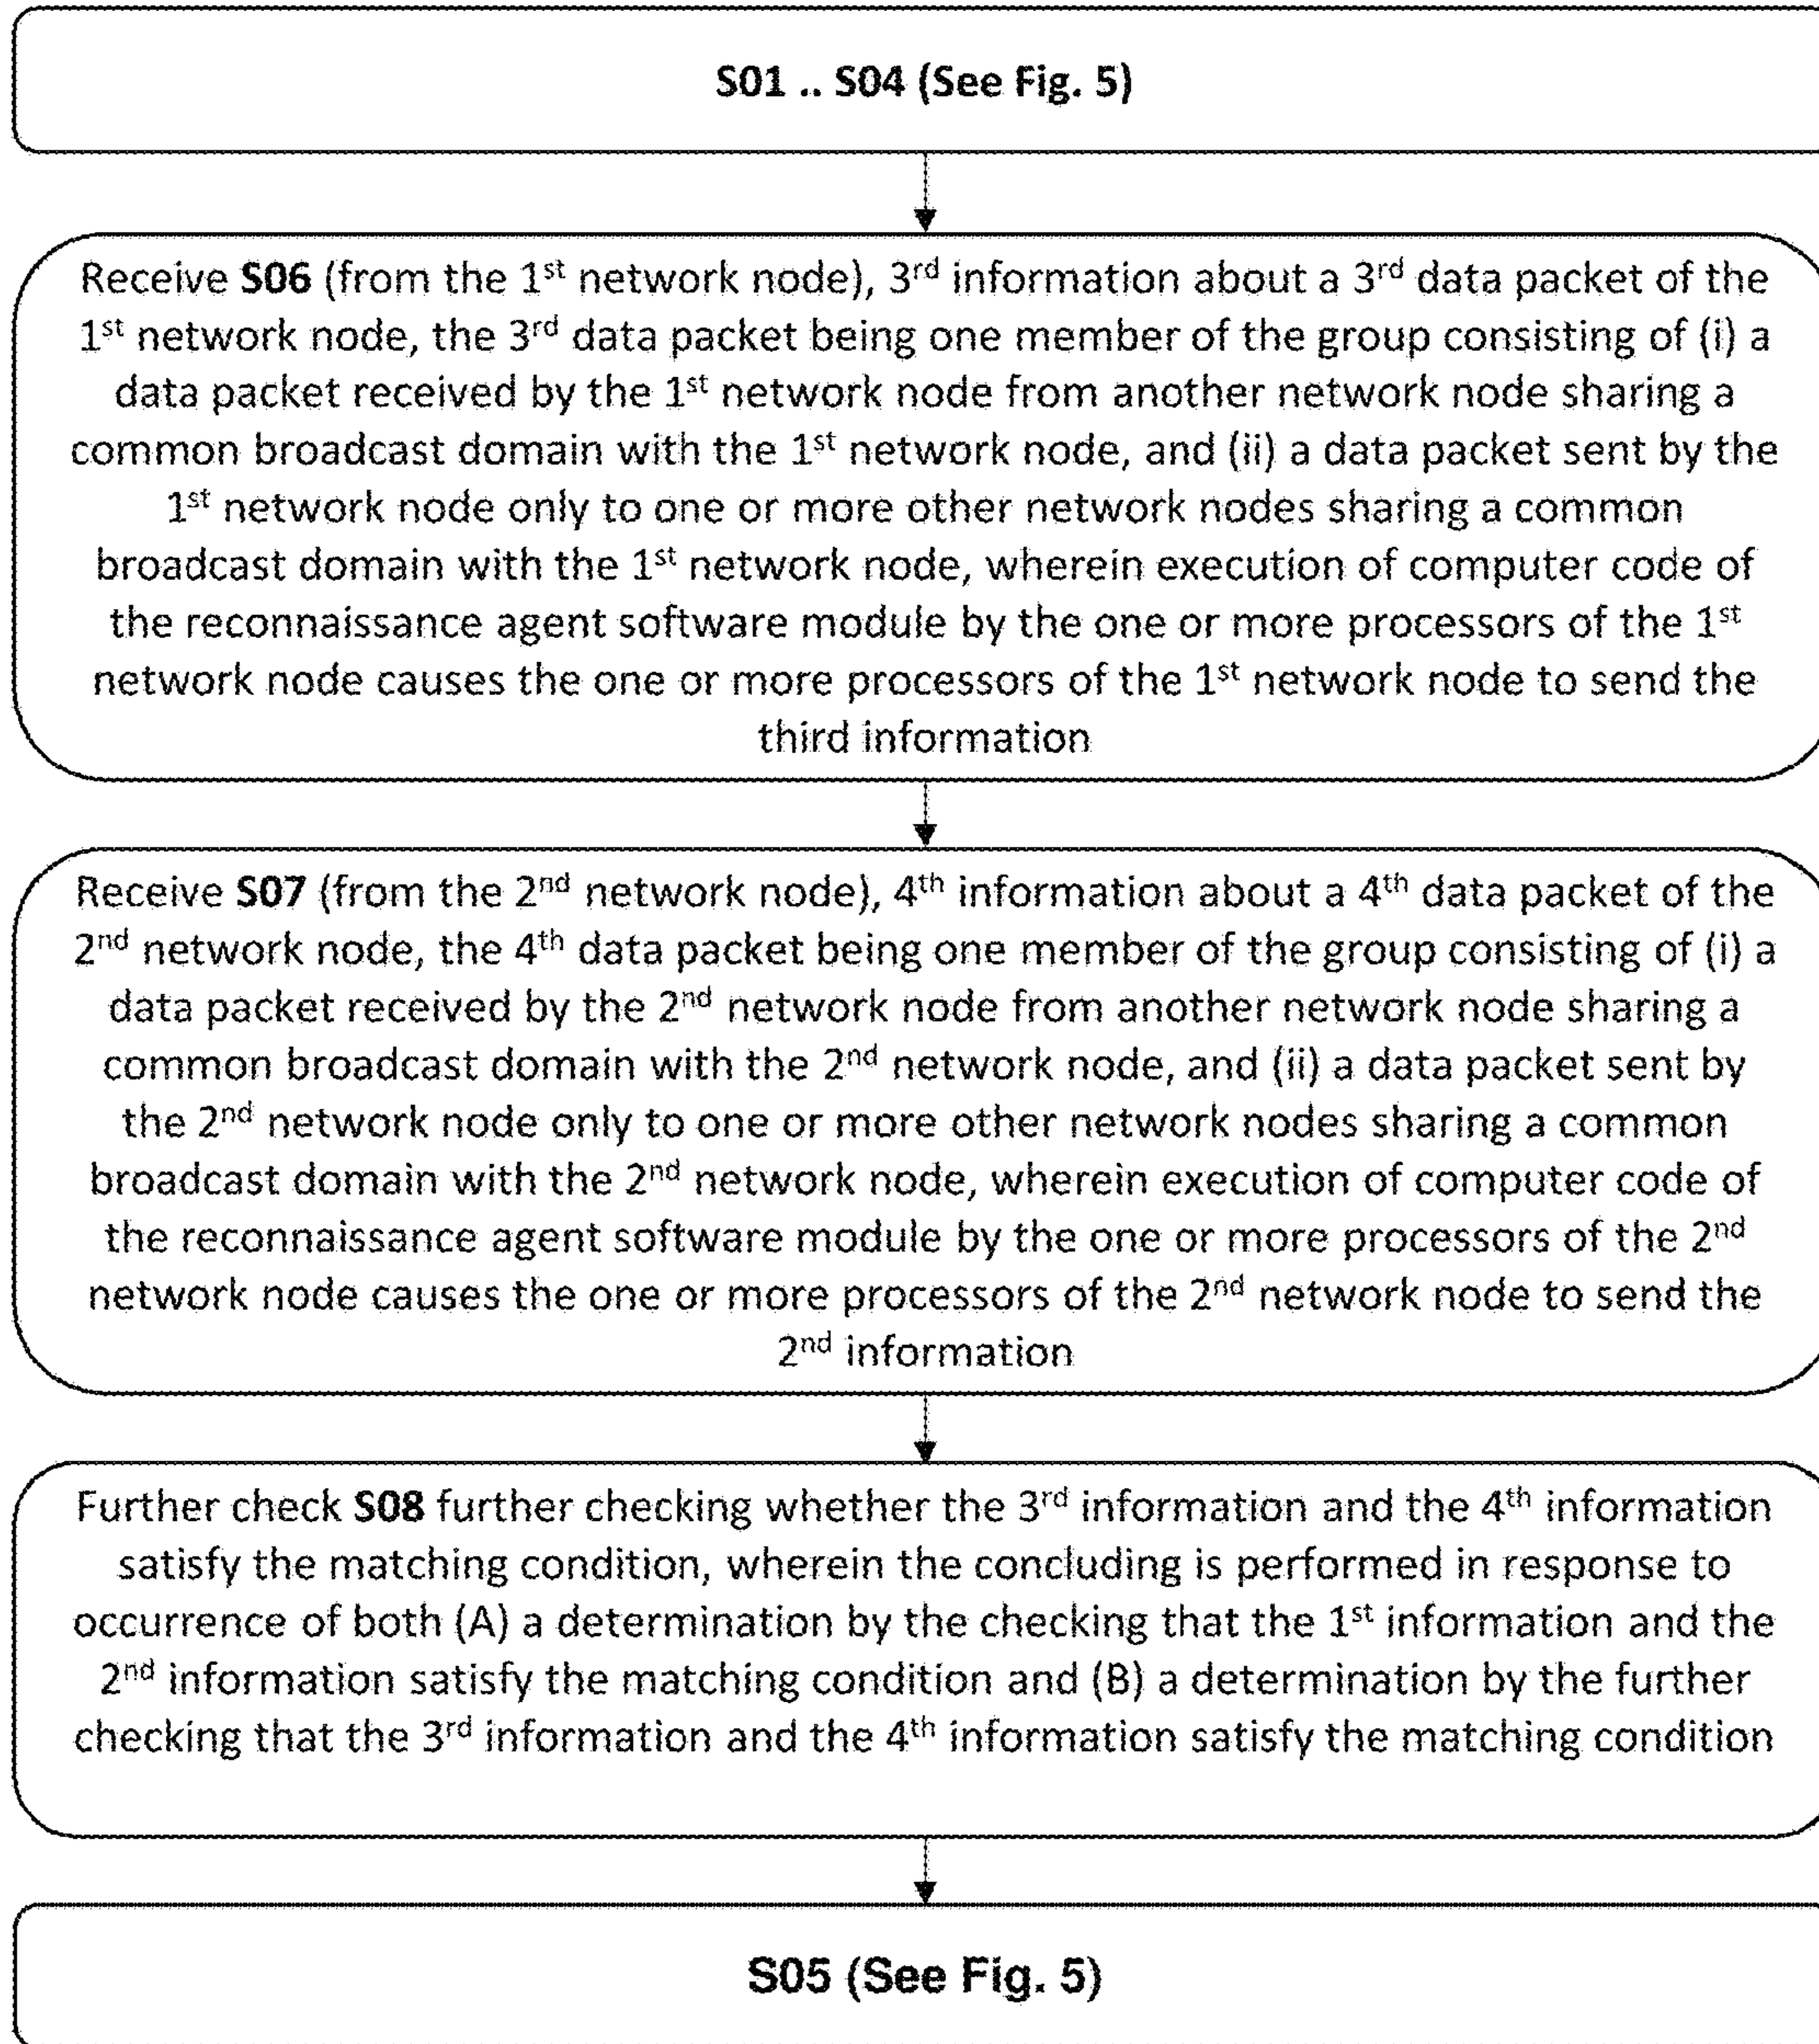 S01 .. S04 (See Fig. 5)
Receive S06 (from the 1st network node), 3rd information about a 3rd data packet of the
1st network node, the 3rd data packet being one member of the group consisting of (i) a
data packet received by the 1st network node from another network node sharing a
common broadcast domain with the 1st network node, and (ii) a data packet sent by the
1st network node only to one or more other network nodes sharing a common
broadcast domain with the 1st network node, wherein execution of computer code of
the reconnaissance agent software module by the one or more processors of the 1st
network node causes the one or more processors of the 1st network node to send the
third information
Receive S07 (from the 2nd network node), 4th information about a 4th data packet of the
2nd network node, the 4th data packet being one member of the group consisting of (i) a
data packet received by the 2nd network node from another network node sharing a
common broadcast domain with the 2nd network node, and (ii) a data packet sent by
the 2nd network node only to one or more other network nodes sharing a common
broadcast domain with the 2nd network node, wherein execution of computer code of
the reconnaissance agent software module by the one or more processors of the 2nd
network node causes the one or more processors of the 2nd network node to send the
2nd information
Further check S08 further checking whether the 3rd information and the 4th information
satisfy the matching condition, wherein the concluding is performed in response to
occurrence of both (A) a determination by the checking that the 1st information and the
2nd information satisfy the matching condition and (B) a determination by the further
checking that the 3rd information and the 4th information satisfy the matching condition
S05 (See Fig. 5)